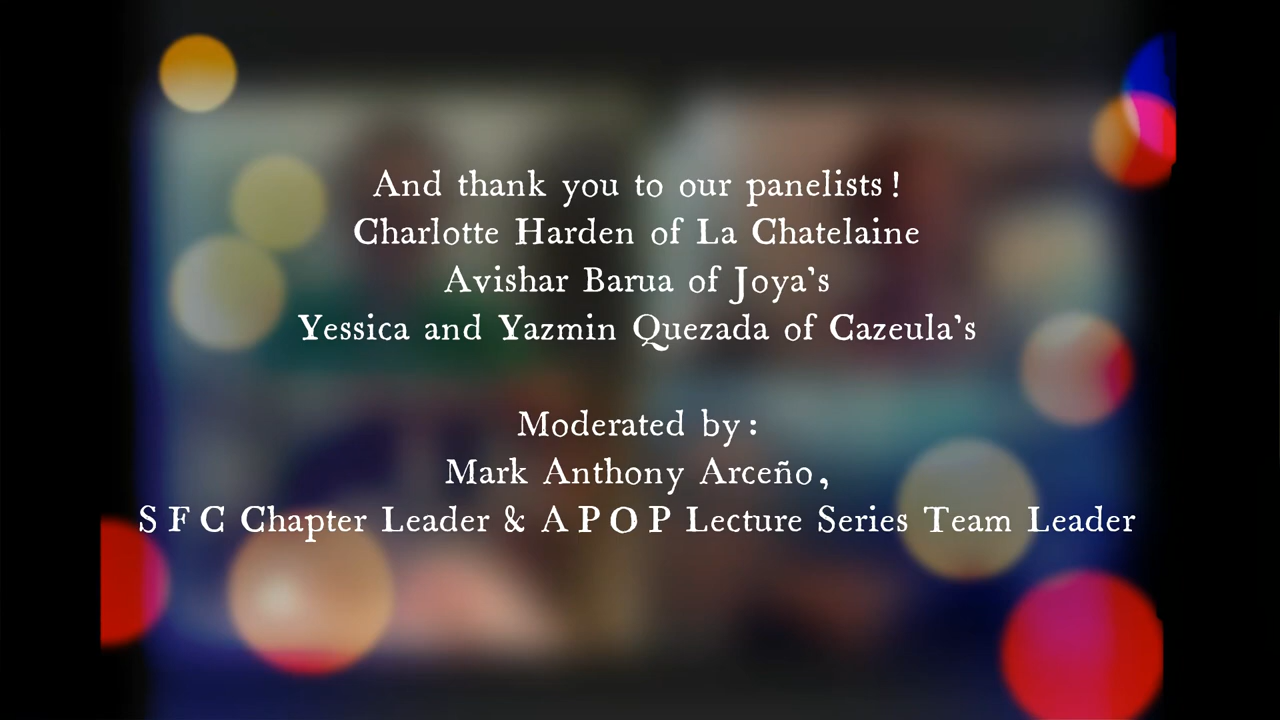 And thank you to our panelists!
Charlotte Harden of La Chatelaine
Avishar Barua of Joya's
Yessica and Yazmin Quezada of Cazeula's
Moderated by:
Mark Anthony Arceño,
SFC Chapter Leader & APOP Lecture Series Team Leader